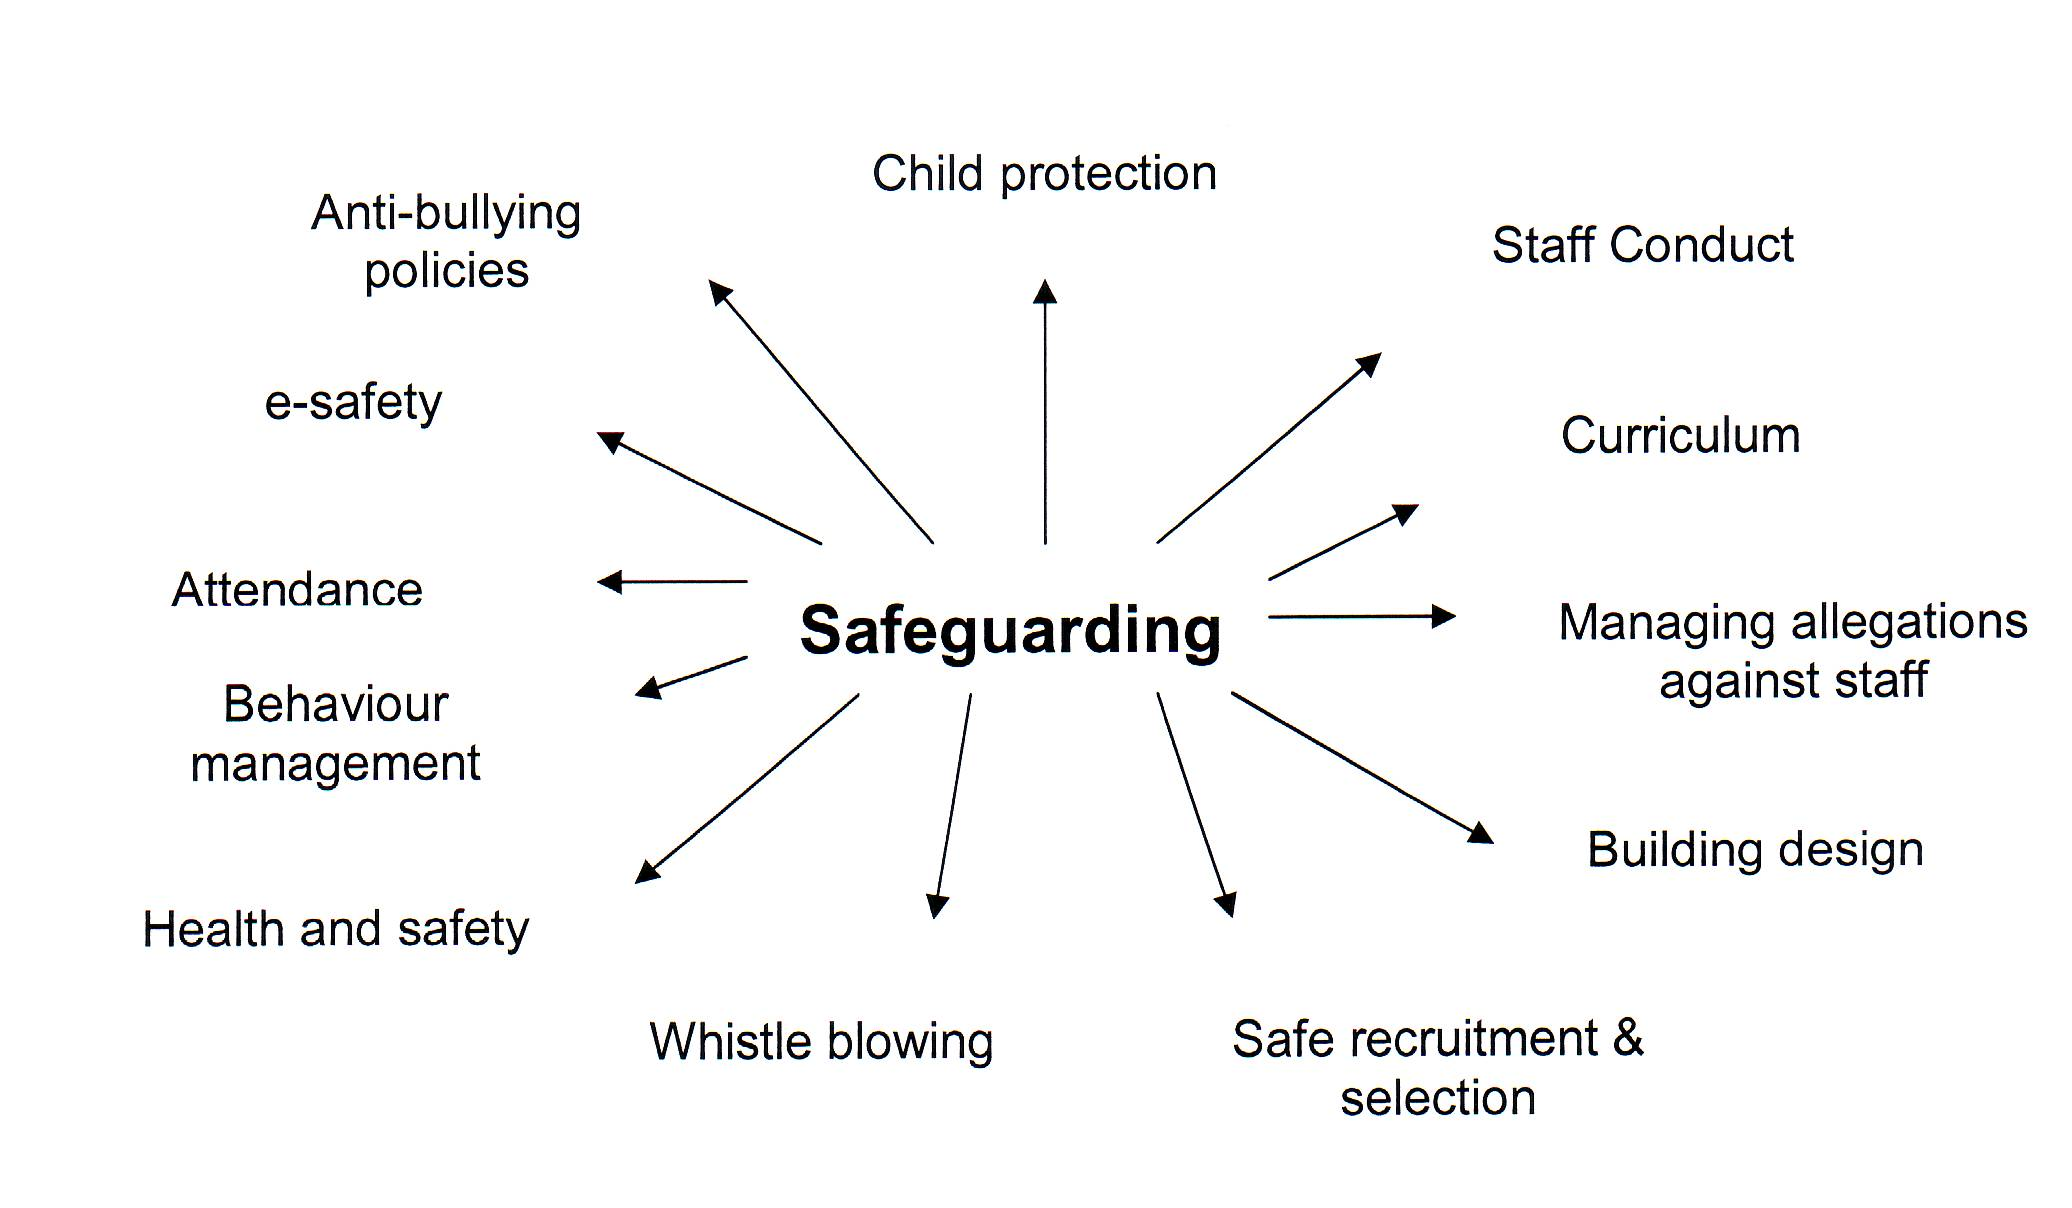 Child protection
Anti-bullying
policies
Staff Conduct
e-safety
Curriculum
Attendance
Safeguarding
Managing allegations
against staff
Behaviour
management
Building design
Health and safety
Whistle blowing
Safe recruitment &
selection